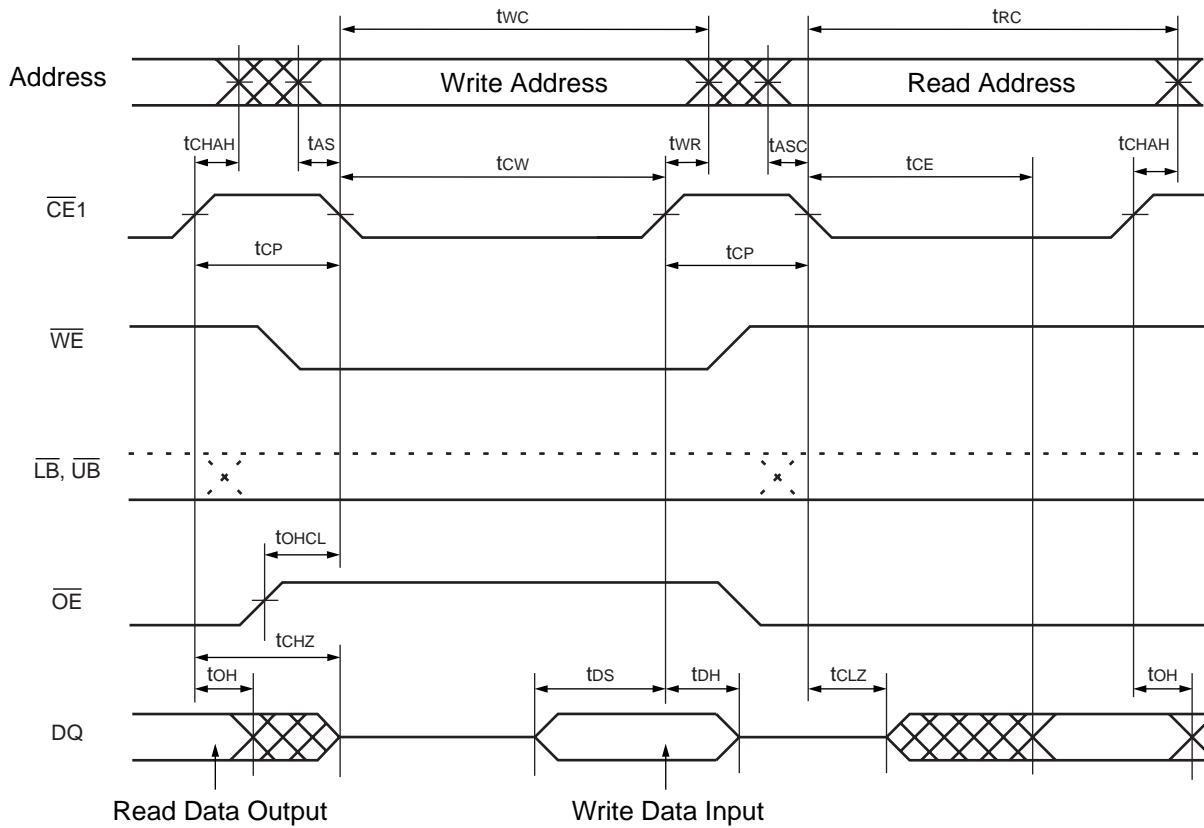 tWC
tRC
Address
Write Address
Read Address
tCHAH
tAS
tCW
tWR
tASC
tCE
tCHAH
CE1
tCP
tCP
WE
LB, UB
tOHCL
OE
tCHZ
tOH
tDS
tDH
tCLZ
tOH
DQ
Read Data Output
Write Data Input